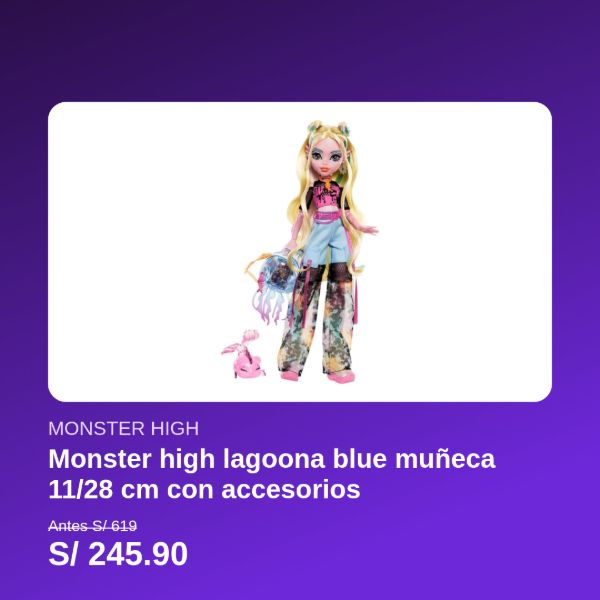 MONSTER HIGH
Monster high lagoona blue muñeca
11/28 cm con accesorios
Antes S/ 619
S/ 245.90